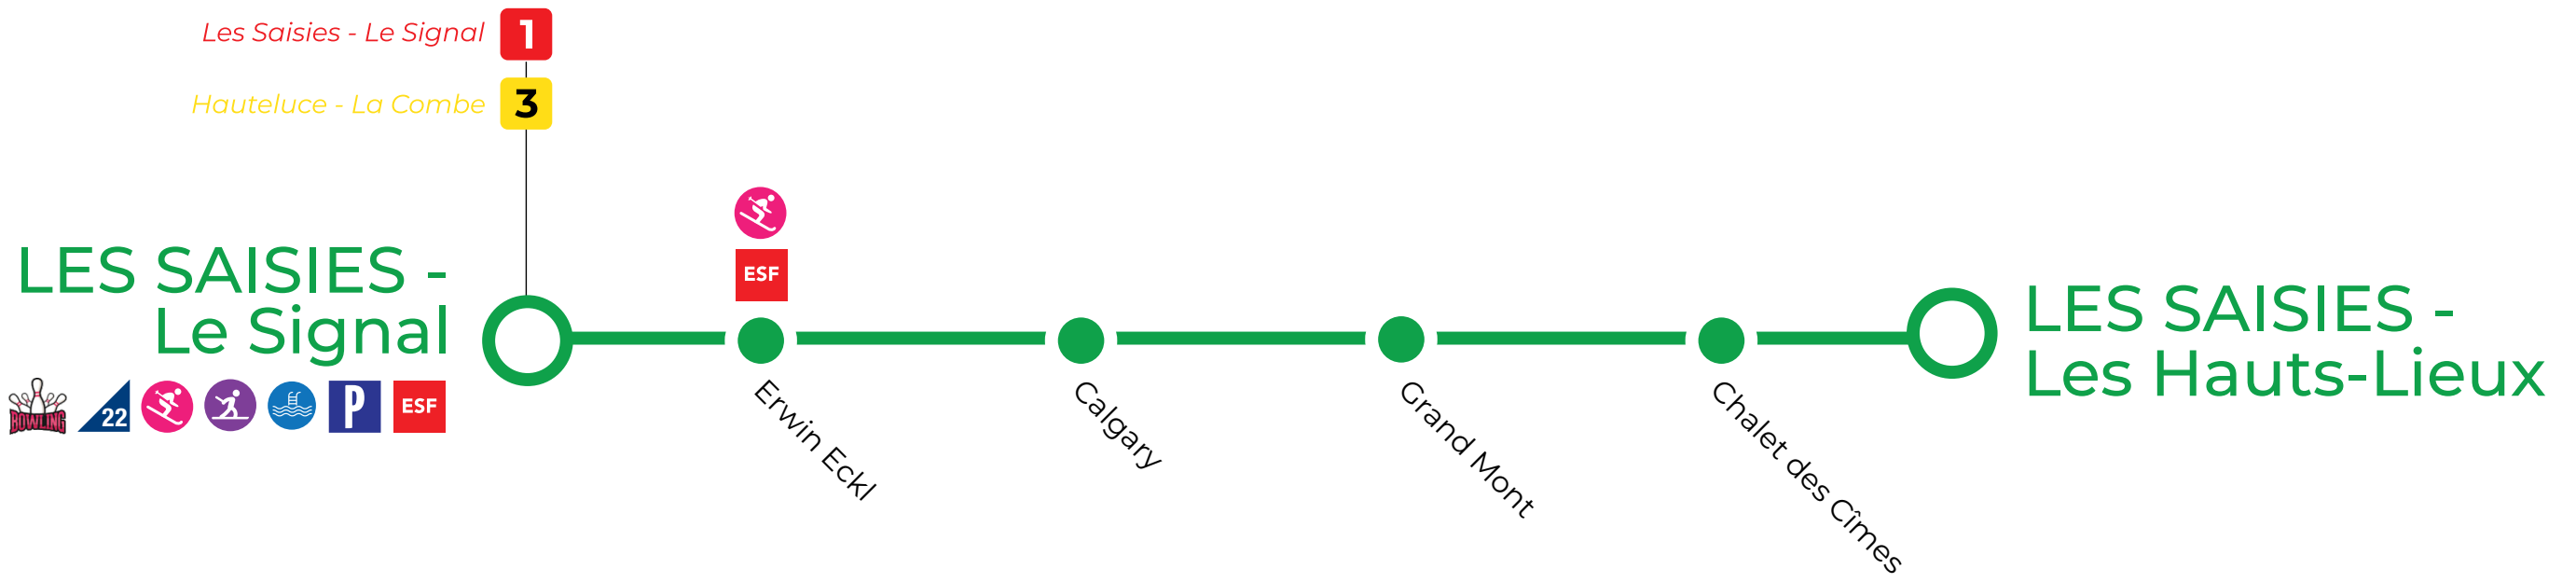 Les Saisies - Le Signal
1
Hauteluce - La Combe
3
ESF
LES SAISIES -
Le Signal
BOWLING
22
P
ESF
Erwin Eckl
Calgary
Grand Mont
Chalet des Cîmes
LES SAISIES -
Les Hauts-Lieux